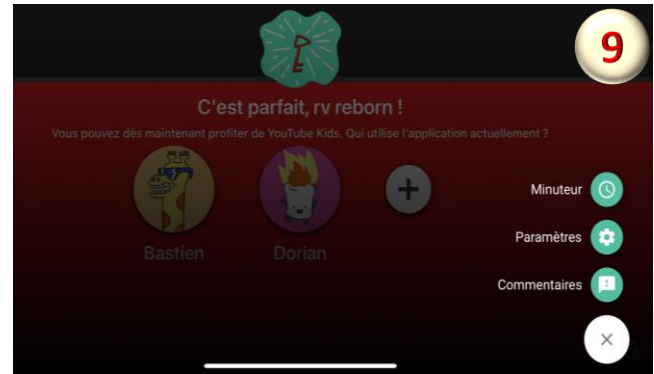 9
C'est parfait, rv reborn !
Vous pouvez dès maintenant profiter de YouTube Kids. Qui utilise l'application actuellement ?
Minuteur
Paramètres
Bastien
Dorian
Commentaires